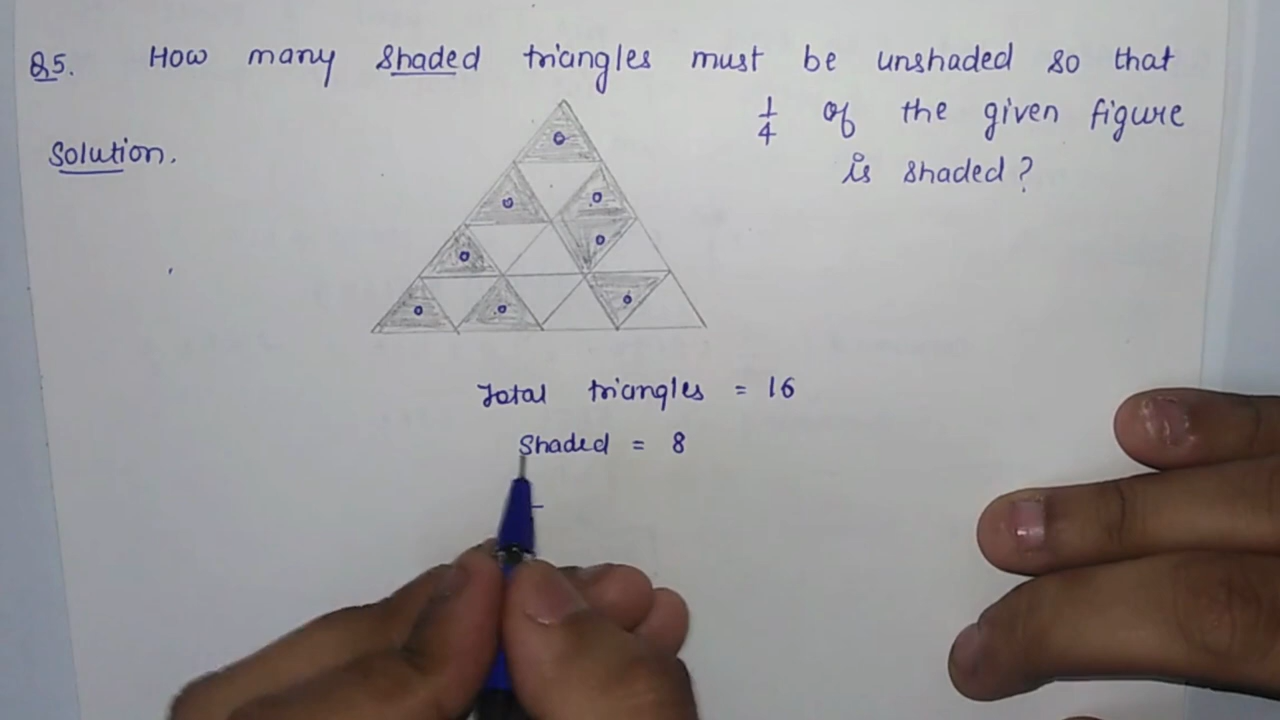 Q5. How many shaded triangles must be unshaded so that
1/4 of the given figure
is shaded?
Solution.
Total triangles = 16
Shaded = 8